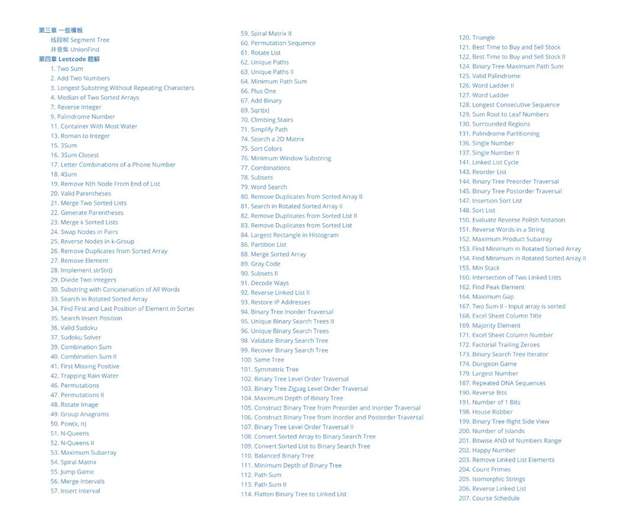 第三章 一些模板
线段树 Segment Tree
并查集 UnionFind
第四章 Leetcode 题解
1. Two Sum
2. Add Two Numbers
3. Longest Substring Without Repeating Characters
4. Median of Two Sorted Arrays
7. Reverse Integer
9. Palindrome Number
11. Container With Most Water
13. Roman to Integer
15. 3Sum
16. 3Sum Closest
17. Letter Combinations of a Phone Number
18. 4Sum
19. Remove Nth Node From End of List
20. Valid Parentheses
21. Merge Two Sorted Lists
22. Generate Parentheses
23. Merge k Sorted Lists
24. Swap Nodes in Pairs
25. Reverse Nodes in k-Group
26. Remove Duplicates from Sorted Array
27. Remove Element
28. Implement strStr()
29. Divide Two Integers
30. Substring with Concatenation of All Words
33. Search in Rotated Sorted Array
34. Find First and Last Position of Element in Sorted
35. Search Insert Position
36. Valid Sudoku
37. Sudoku Solver
39. Combination Sum
40. Combination Sum II
41. First Missing Positive
42. Trapping Rain Water
46. Permutations
47. Permutations II
48. Rotate Image
49. Group Anagrams
50. Pow(x, n)
51. N-Queens
52. N-Queens II
53. Maximum Subarray
54. Spiral Matrix
55. Jump Game
56. Merge Intervals
57. Insert Interval
59. Spiral Matrix II
60. Permutation Sequence
61. Rotate List
62. Unique Paths
63. Unique Paths II
64. Minimum Path Sum
66. Plus One
67. Add Binary
69. Sqrt(x)
70. Climbing Stairs
71. Simplify Path
74. Search a 2D Matrix
75. Sort Colors
76. Minimum Window Substring
77. Combinations
78. Subsets
79. Word Search
80. Remove Duplicates from Sorted Array II
81. Search in Rotated Sorted Array II
82. Remove Duplicates from Sorted List II
83. Remove Duplicates from Sorted List
84. Largest Rectangle in Histogram
86. Partition List
88. Merge Sorted Array
89. Gray Code
90. Subsets II
91. Decode Ways
92. Reverse Linked List II
93. Restore IP Addresses
94. Binary Tree Inorder Traversal
95. Unique Binary Search Trees II
96. Unique Binary Search Trees
98. Validate Binary Search Tree
99. Recover Binary Search Tree
100. Same Tree
101. Symmetric Tree
102. Binary Tree Level Order Traversal
103. Binary Tree Zigzag Level Order Traversal
104. Maximum Depth of Binary Tree
105. Construct Binary Tree from Preorder and Inorder Traversal
106. Construct Binary Tree from Inorder and Postorder Traversal
107. Binary Tree Level Order Traversal II
108. Convert Sorted Array to Binary Search Tree
109. Convert Sorted List to Binary Search Tree
110. Balanced Binary Tree
111. Minimum Depth of Binary Tree
112. Path Sum
113. Path Sum II
114. Flatten Binary Tree to Linked List
120. Triangle
121. Best Time to Buy and Sell Stock
122. Best Time to Buy and Sell Stock II
124. Binary Tree Maximum Path Sum
125. Valid Palindrome
126. Word Ladder II
127. Word Ladder
128. Longest Consecutive Sequence
129. Sum Root to Leaf Numbers
130. Surrounded Regions
131. Palindrome Partitioning
136. Single Number
137. Single Number II
141. Linked List Cycle
143. Reorder List
144. Binary Tree Preorder Traversal
145. Binary Tree Postorder Traversal
147. Insertion Sort List
148. Sort List
150. Evaluate Reverse Polish Notation
151. Reverse Words in a String
152. Maximum Product Subarray
153. Find Minimum in Rotated Sorted Array
154. Find Minimum in Rotated Sorted Array II
155. Min Stack
160. Intersection of Two Linked Lists
162. Find Peak Element
164. Maximum Gap
167. Two Sum II - Input array is sorted
168. Excel Sheet Column Title
169. Majority Element
171. Excel Sheet Column Number
172. Factorial Trailing Zeroes
173. Binary Search Tree Iterator
174. Dungeon Game
179. Largest Number
187. Repeated DNA Sequences
190. Reverse Bits
191. Number of 1 Bits
198. House Robber
199. Binary Tree Right Side View
200. Number of Islands
201. Bitwise AND of Numbers Range
202. Happy Number
203. Remove Linked List Elements
204. Count Primes
205. Isomorphic Strings
206. Reverse Linked List
207. Course Schedule